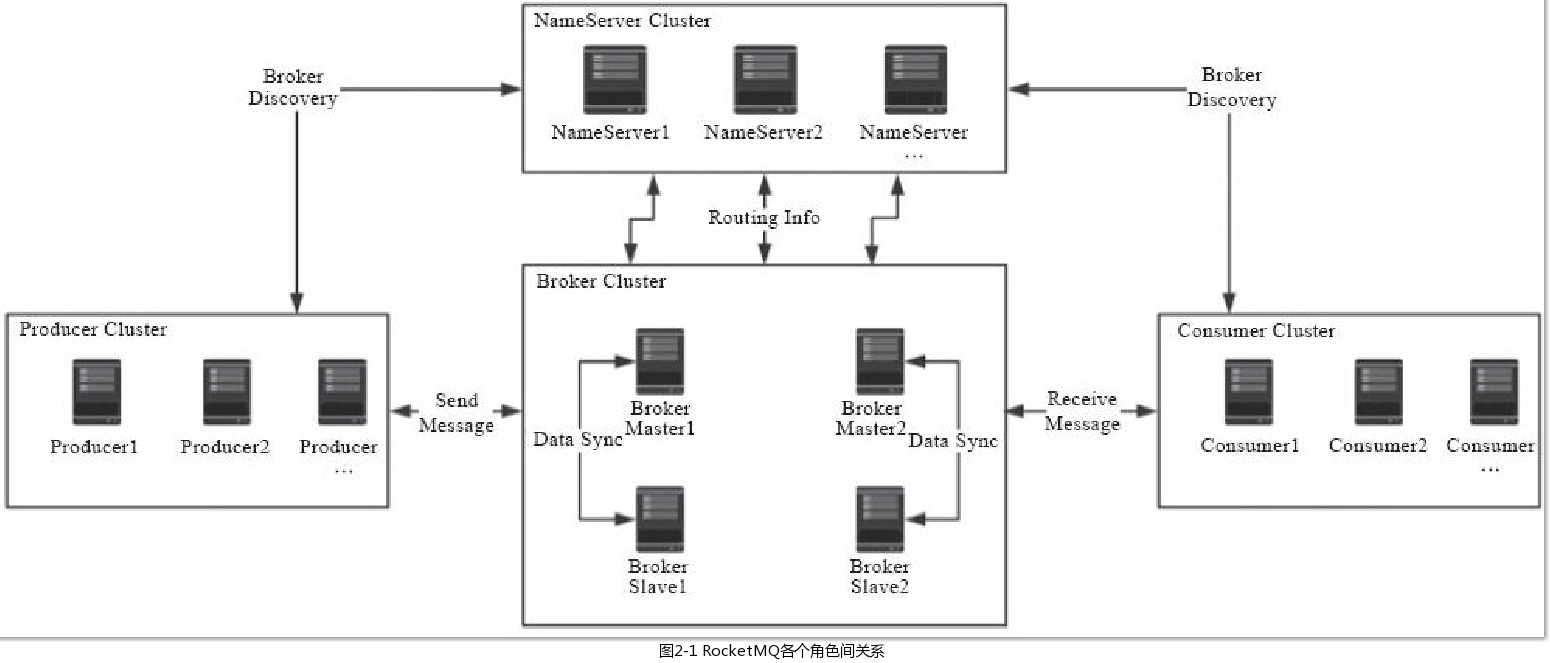 NameServer Cluster
NameServer1
NameServer2
NameServer
...
Broker
Discovery
Broker
Discovery
Routing Info
Producer Cluster
Producer1
Producer2
Producer
...
Send
Message
Broker Cluster
Broker
Master1
Broker
Master2
Data Sync
Data Sync
Broker
Slave1
Broker
Slave2
Receive
Message
Consumer Cluster
Consumer1
Consumer2
Consumer
...
图2-1 RocketMQ各个角色间关系